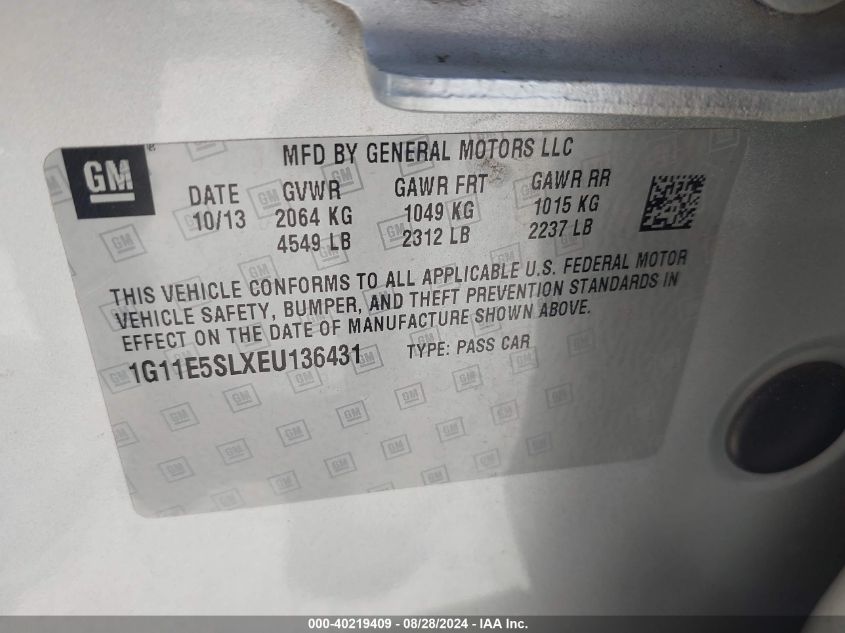 GM
MFD BY GENERAL MOTORS LLC
DATE GVWR GAWR FRT GAWR RR
10/13 2064 KG 1049 KG 1015 KG
4549 LB 2312 LB 2237 LB
THIS VEHICLE CONFORMS TO ALL APPLICABLE U.S. FEDERAL MOTOR
VEHICLE SAFETY, BUMPER, AND THEFT PREVENTION STANDARDS IN
EFFECT ON THE DATE OF MANUFACTURE SHOWN ABOVE.
1G11E5SLXEU136431 TYPE: PASS CAR
000-40219409 - 08/28/2024 - IAA Inc.